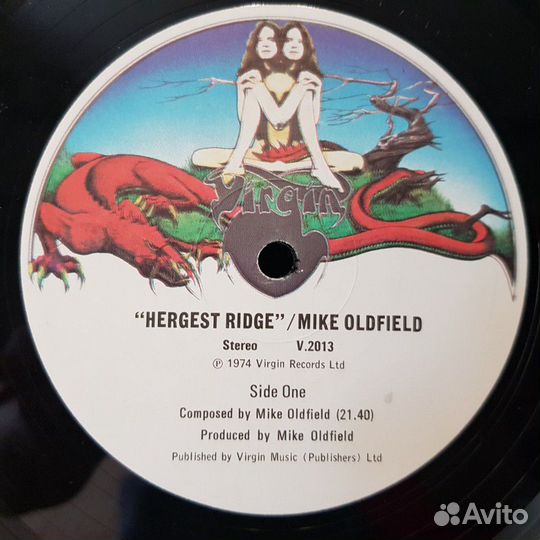 Virgin
"HERGEST RIDGE"/MIKE OLDFIELD
Stereo V.2013
Ⓟ 1974 Virgin Records Ltd
Side One
Composed by Mike Oldfield (21.40)
Produced by Mike Oldfield
Published by Virgin Music (Publishers) Ltd
Avito